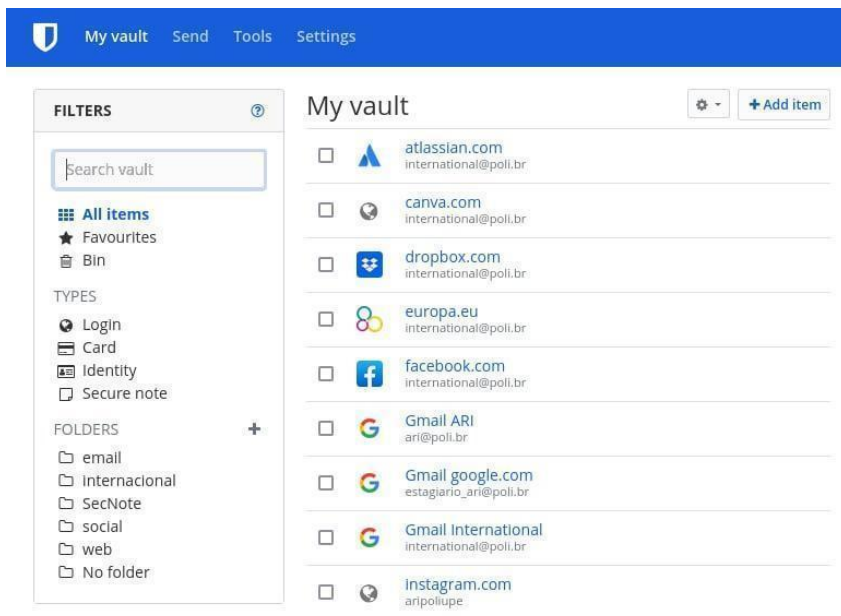 My vault Send Tools Settings
FILTERS
Search vault
All items
Favourites
Bin
TYPES
Login
Card
Identity
Secure note
FOLDERS
email
internacional
SecNote
social
web
No folder
My vault
Add item
atlassian.com
international@poli.br
canva.com
international@poli.br
dropbox.com
international@poli.br
europa.eu
international@poli.br
facebook.com
international@poli.br
Gmail ARI
ari@poli.br
Gmail google.com
estagiario_ari@poli.br
Gmail International
international@poli.br
instagram.com
aripoliupe